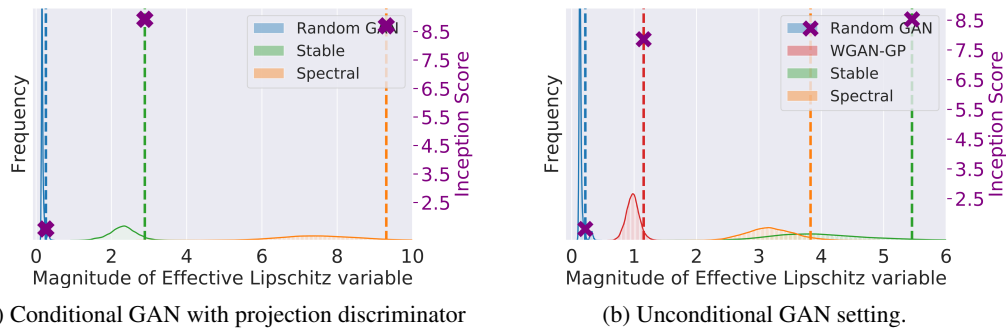 Random GAN
Stable
Spectral
Frequency
8.5
7.5
6.5
5.5
4.5
3.5
2.5
Inception Score
0 2 4 6 8 10
Magnitude of Effective Lipschitz variable
) Conditional GAN with projection discriminator
Random GAN
WGAN-GP
Stable
Spectral
Frequency
8.5
7.5
6.5
5.5
4.5
3.5
2.5
Inception Score
0 1 2 3 4 5 6
Magnitude of Effective Lipschitz variable
(b) Unconditional GAN setting.